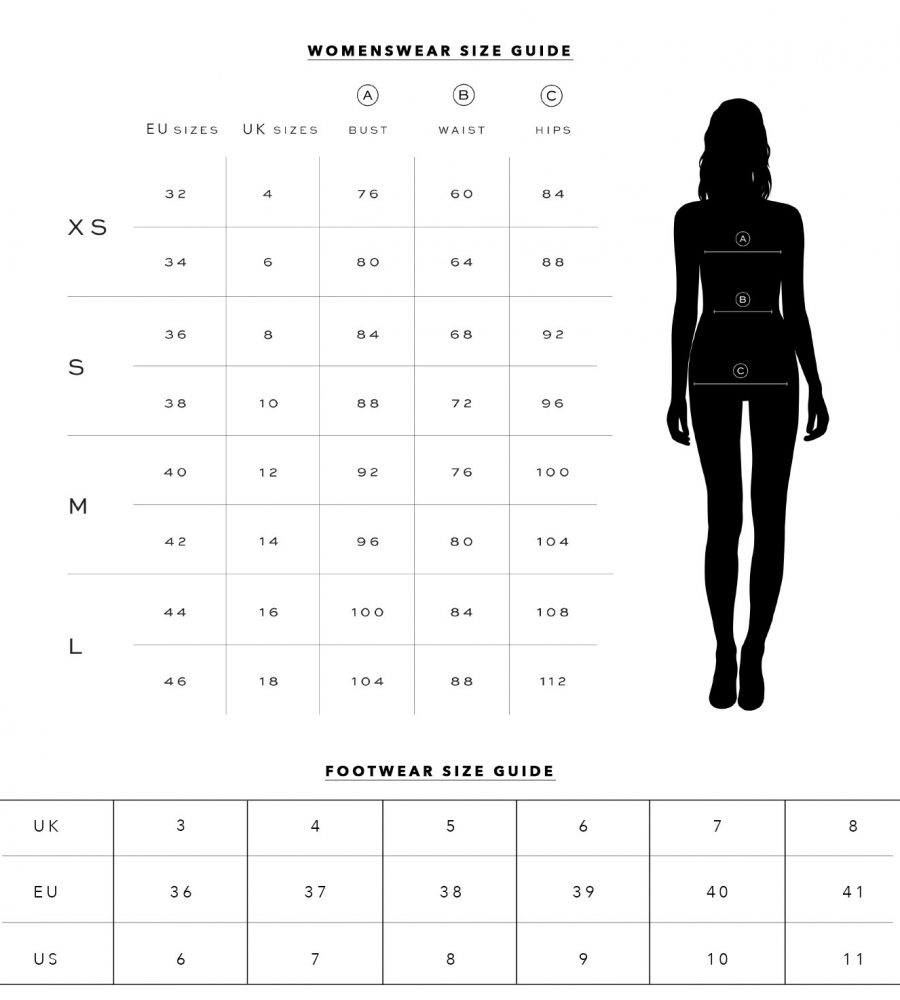 WOMENSWEAR SIZE GUIDE
A B C
EU SIZES UK SIZES BUST WAIST HIPS
32 4 76 60 84
XS
34 6 80 64 88
36 8 84 68 92
S
38 10 88 72 96
40 12 92 76 100
M
42 14 96 80 104
44 16 100 84 108
L
46 18 104 88 112
A
B
C
FOOTWEAR SIZE GUIDE
UK 3 4 5 6 7 8
EU 36 37 38 39 40 41
US 6 7 8 9 10 11